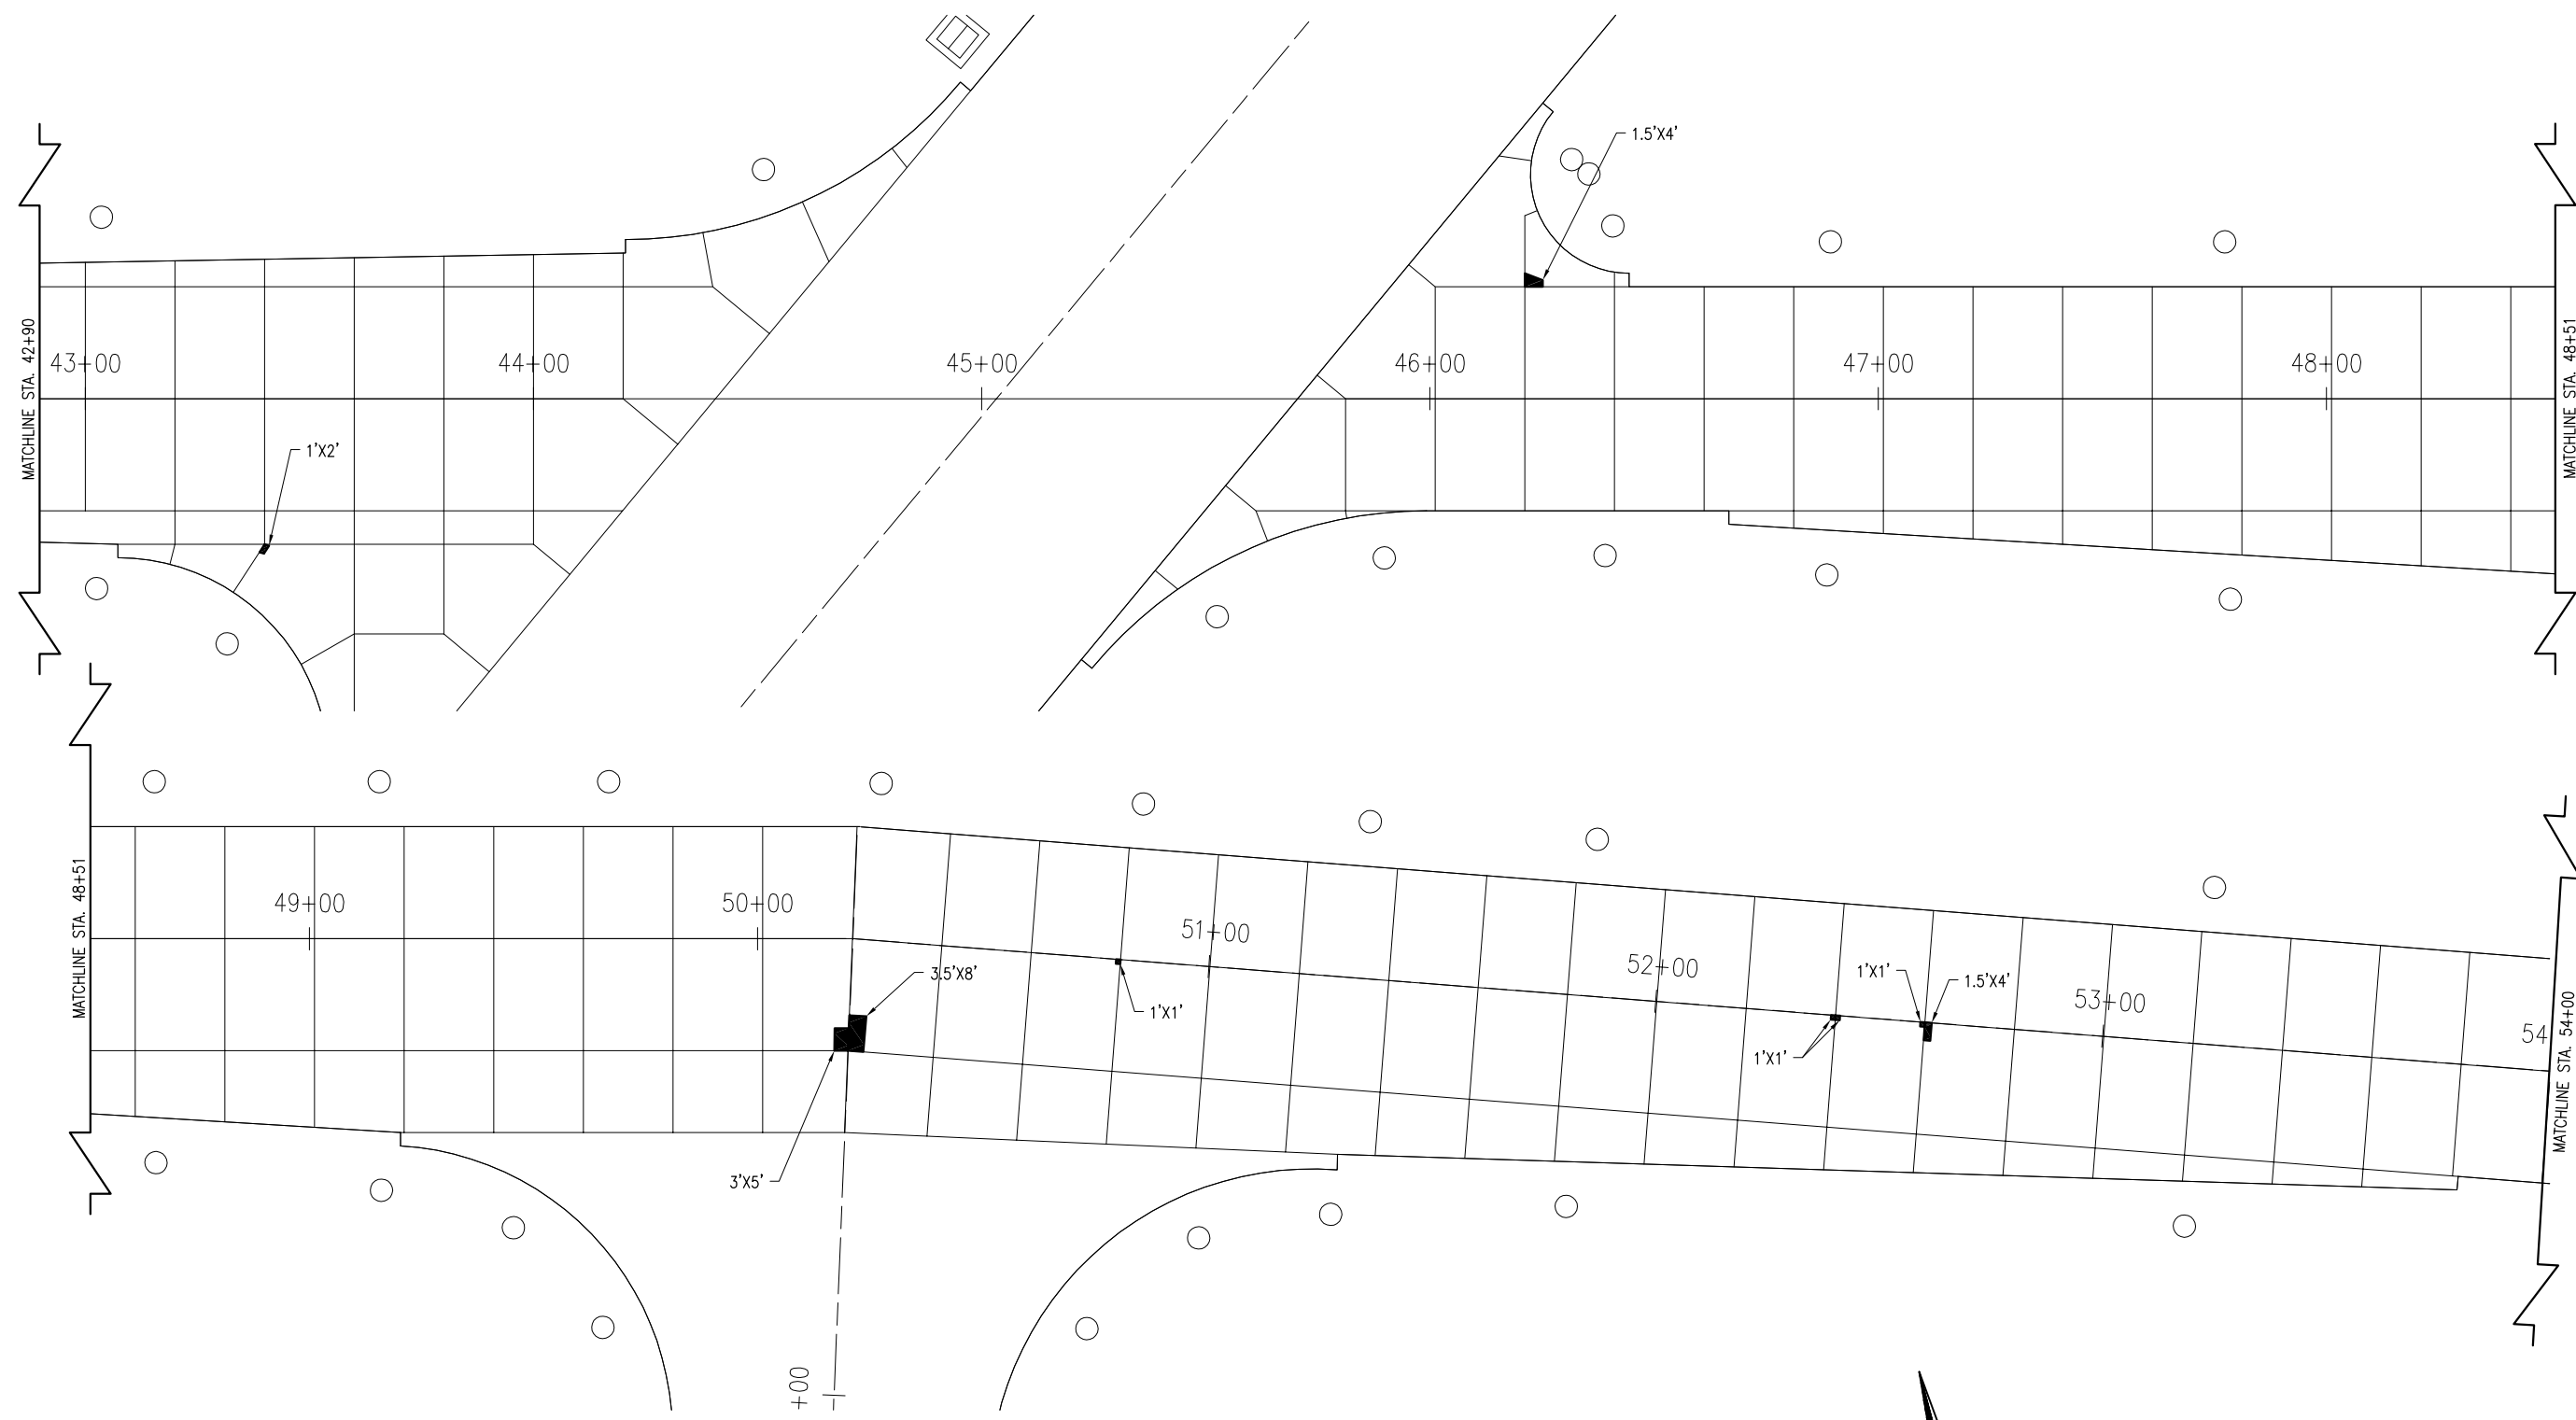 1.5'X4'
MATCHLINE STA. 42+90
43+00
44+00
45+00
46+00
47+00
48+00
MATCHLINE STA. 48+51
1'X2'
MATCHLINE STA. 48+51
49+00
50+00
51+00
52+00
53+00
54
MATCHLINE STA. 54+00
3.5'X8'
1'X1'
1'X1'
1.5'X4'
1'X1'
3'X5'
+00